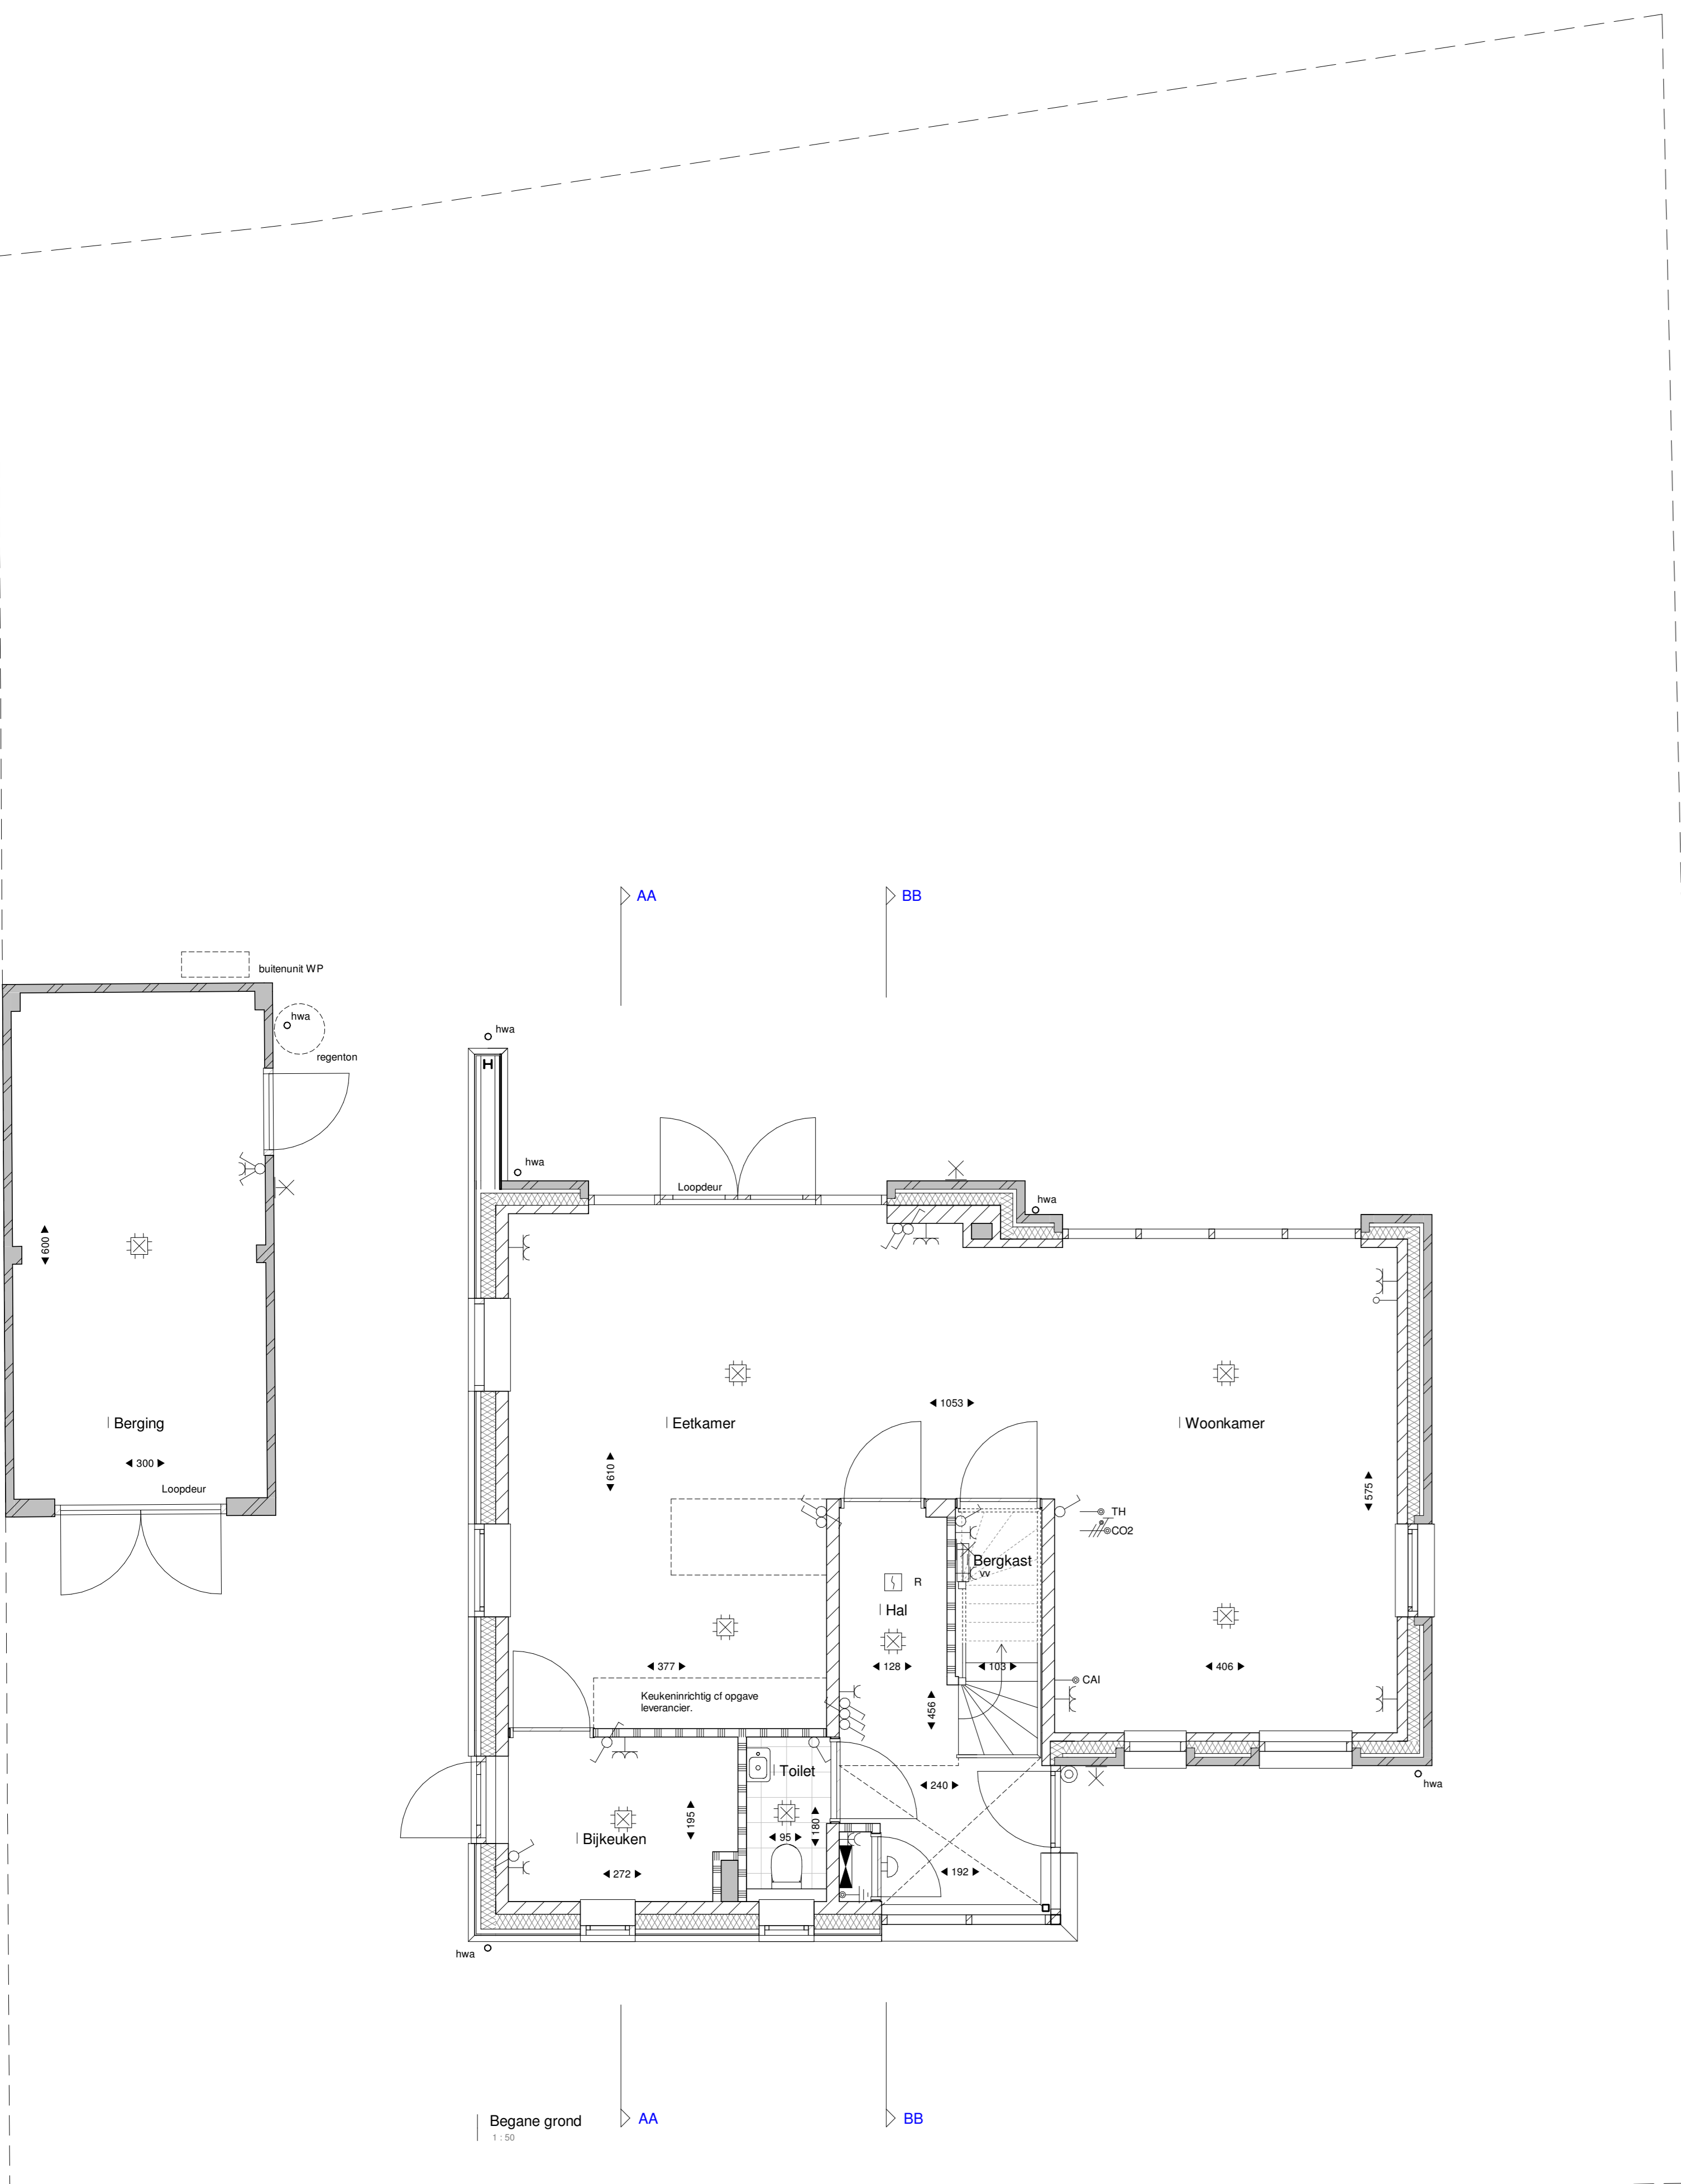 AA
BB
buitenunit WP
hwa
regenton
hwa
hwa
Loopdeur
hwa
600
Berging
300
Loopdeur
Eetkamer
1053
Woonkamer
610
575
TH
CO2
Bergkast
vv
R
Hal
377
128
103
406
CAI
Keukeninrichtig cf opgave
leverancier.
456
Toilet
240
hwa
195
180
95
Bijkeuken
272
192
hwa
AA
BB
Begane grond
1 : 50
H